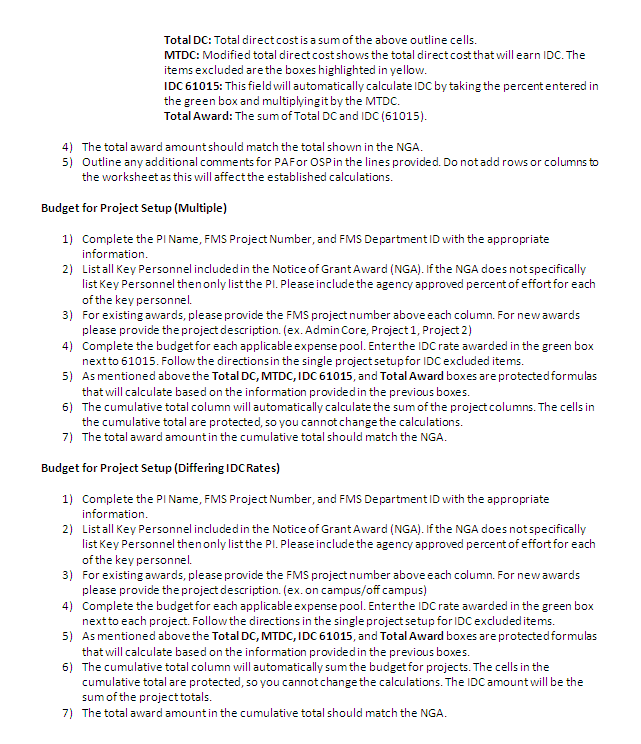 Total DC: Total direct cost is a sum of the above outline cells.
MTDC: Modified total direct cost shows the total direct cost that will earn IDC. The
items excluded are the boxes highlighted in yellow.
IDC 61015: This field will automatically calculate IDC by taking the percent entered in
the green box and multiplying it by the MTDC.
Total Award: The sum of Total DC and IDC (61015).
4) The total award amount should match the total shown in the NGA.
5) Outline any additional comments for PAF or OSP in the lines provided. Do not add rows or columns to
the worksheet as this will affect the established calculations.
Budget for Project Setup (Multiple)
1) Complete the PI Name, FMS Project Number, and FMS Department ID with the appropriate
information.
2) List all Key Personnel included in the Notice of Grant Award (NGA). If the NGA does not specifically
list Key Personnel then only list the PI. Please include the agency approved percent of effort for each
of the key personnel.
3) For existing awards, please provide the FMS project number above each column. For new awards
please provide the project description. (ex. Admin Core, Project 1, Project 2)
4) Complete the budget for each applicable expense pool. Enter the IDC rate awarded in the green box
next to 61015. Follow the directions in the single project setup for IDC excluded items.
5) As mentioned above the Total DC, MTDC, IDC 61015, and Total Award boxes are protected formulas
that will calculate based on the information provided in the previous boxes.
6) The cumulative total column will automatically calculate the sum of the project columns. The cells in
the cumulative total are protected, so you cannot change the calculations.
7) The total award amount in the cumulative total should match the NGA.
Budget for Project Setup (Differing IDC Rates)
1) Complete the PI Name, FMS Project Number, and FMS Department ID with the appropriate
information.
2) List all Key Personnel included in the Notice of Grant Award (NGA). If the NGA does not specifically
list Key Personnel then only list the PI. Please include the agency approved percent of effort for each
of the key personnel.
3) For existing awards, please provide the FMS project number above each column. For new awards
please provide the project description. (ex. on campus/off campus)
4) Complete the budget for each applicable expense pool. Enter the IDC rate awarded in the green box
next to each project. Follow the directions in the single project setup for IDC excluded items.
5) As mentioned above the Total DC, MTDC, IDC 61015, and Total Award boxes are protected formulas
that will calculate based on the information provided in the previous boxes.
6) The cumulative total column will automatically sum the budget for projects. The cells in the
cumulative total are protected, so you cannot change the calculations. The IDC amount will be the
sum of the project totals.
7) The total award amount in the cumulative total should match the NGA.